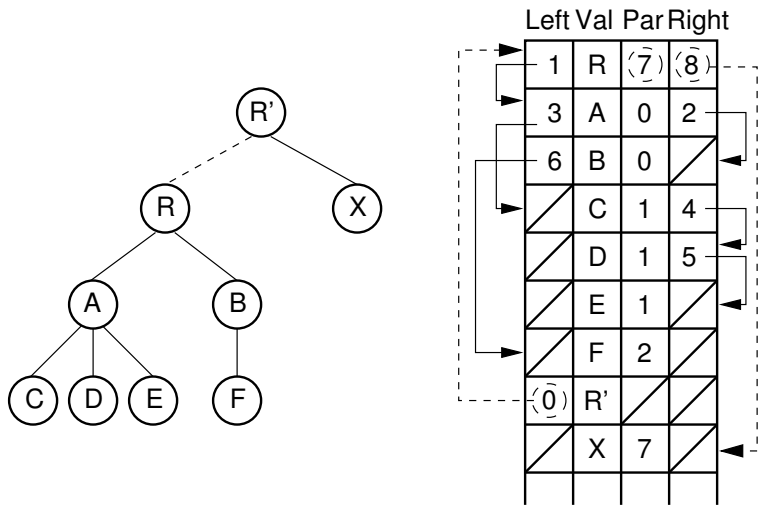 Left Val Par Right
1 R 7 8
3 A 0 2
6 B 0
C 1 4
D 1 5
E 1
F 2
0 R'
X 7
R'
R X
A B
C D E F